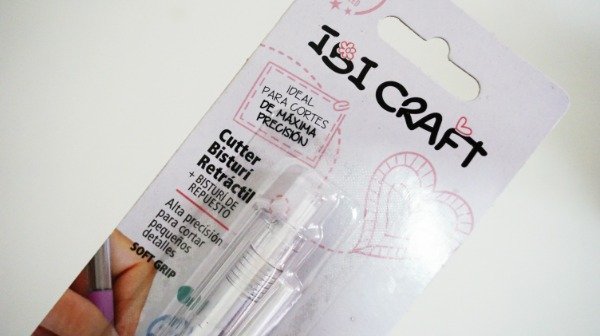 IBI CRAFT
IDEAL
PARA CORTES
DE MÁXIMA
PRECISIÓN
Cutter
Bisturí
Retráctil
+ BISTURÍ DE
REPUESTO
Alta precisión
para cortar
pequeños
detalles
SOFT GRIP